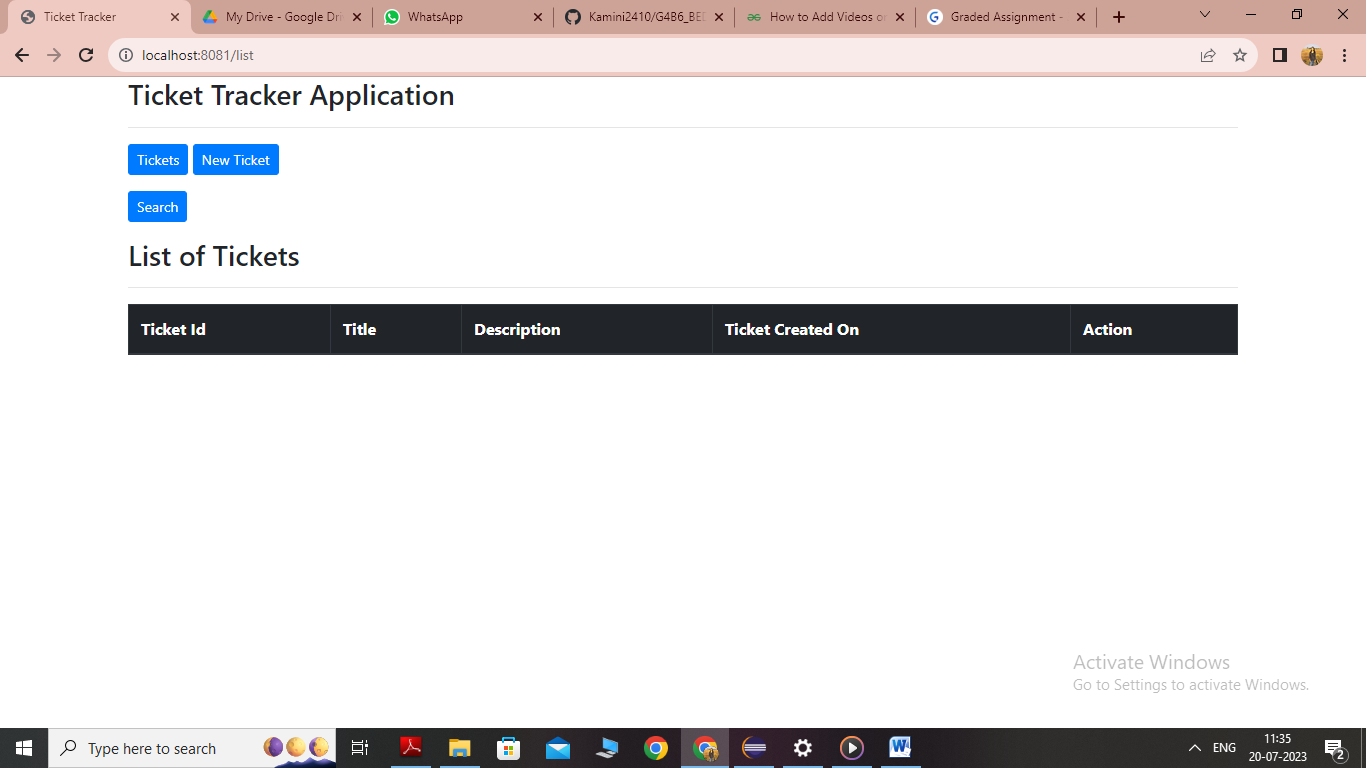 Ticket Tracker
My Drive - Google Dri
WhatsApp
Kamini2410/G4B6_BED
How to Add Videos or
Graded Assignment -
localhost:8081/list
Ticket Tracker Application
Tickets
New Ticket
Search
List of Tickets
Ticket Id
Title
Description
Ticket Created On
Action
Activate Windows
Go to Settings to activate Windows.
Type here to search
ENG
11:35
20-07-2023
2